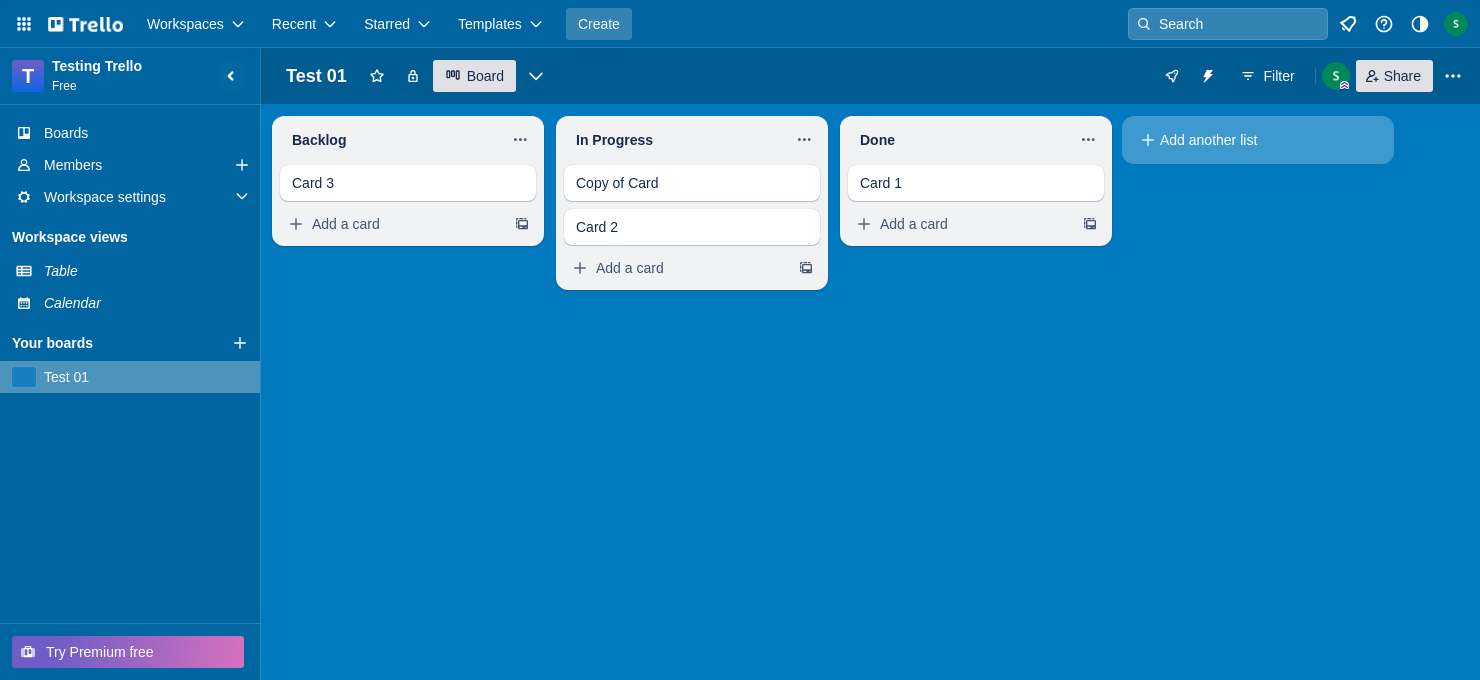 Trello
Workspaces
Recent
Starred
Templates
Create
Search
S
T
Testing Trello
Free
Test 01
Board
Filter
S
Share
Boards
Members
Workspace settings
Workspace views
Table
Calendar
Your boards
Test 01
Try Premium free
Backlog
Card 3
Add a card
In Progress
Copy of Card
Card 2
Add a card
Done
Card 1
Add a card
Add another list